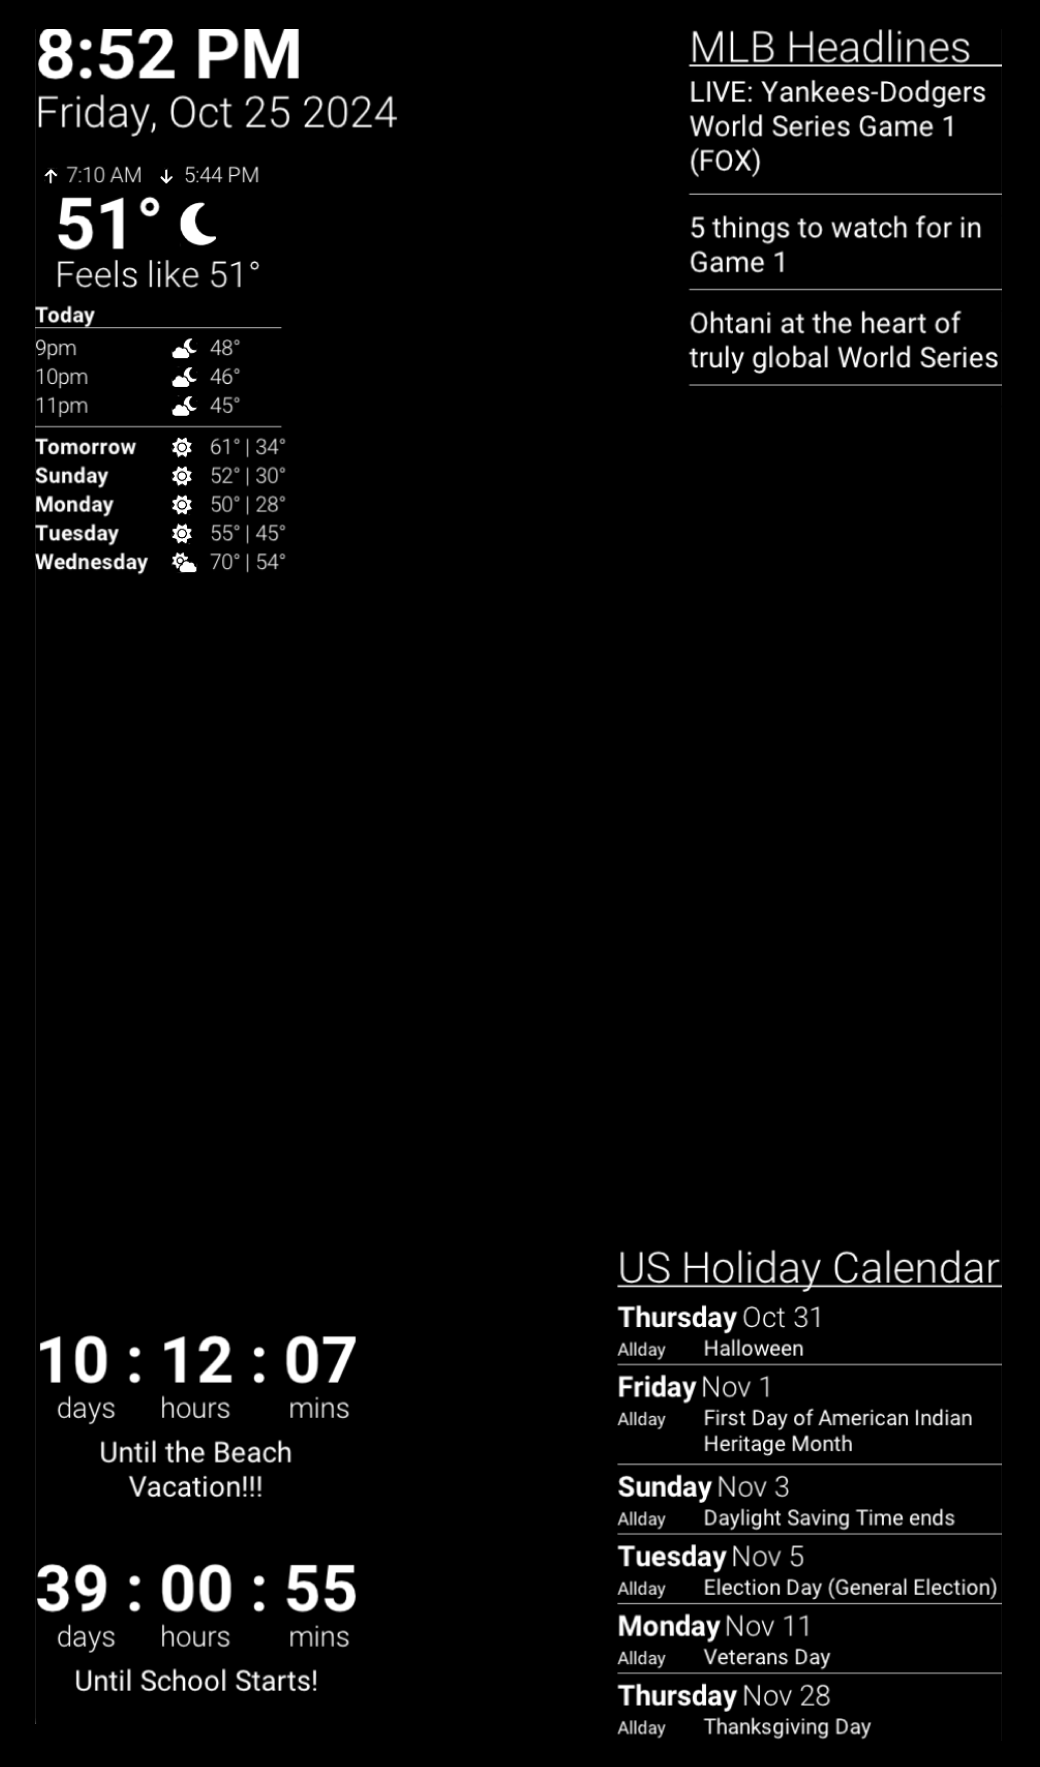 8:52 PM
Friday, Oct 25 2024
7:10 AM 5:44 PM
51°
Feels like 51°
Today
9pm 48°
10pm 46°
11pm 45°
Tomorrow 61° | 34°
Sunday 52° | 30°
Monday 50° | 28°
Tuesday 55° | 45°
Wednesday 70° | 54°
MLB Headlines
LIVE: Yankees-Dodgers
World Series Game 1
(FOX)
5 things to watch for in
Game 1
Ohtani at the heart of
truly global World Series
10 : 12 : 07
days hours mins
Until the Beach
Vacation!!!
39 : 00 : 55
days hours mins
Until School Starts!
US Holiday Calendar
Thursday Oct 31
Allday Halloween
Friday Nov 1
Allday First Day of American Indian
Heritage Month
Sunday Nov 3
Allday Daylight Saving Time ends
Tuesday Nov 5
Allday Election Day (General Election)
Monday Nov 11
Allday Veterans Day
Thursday Nov 28
Allday Thanksgiving Day